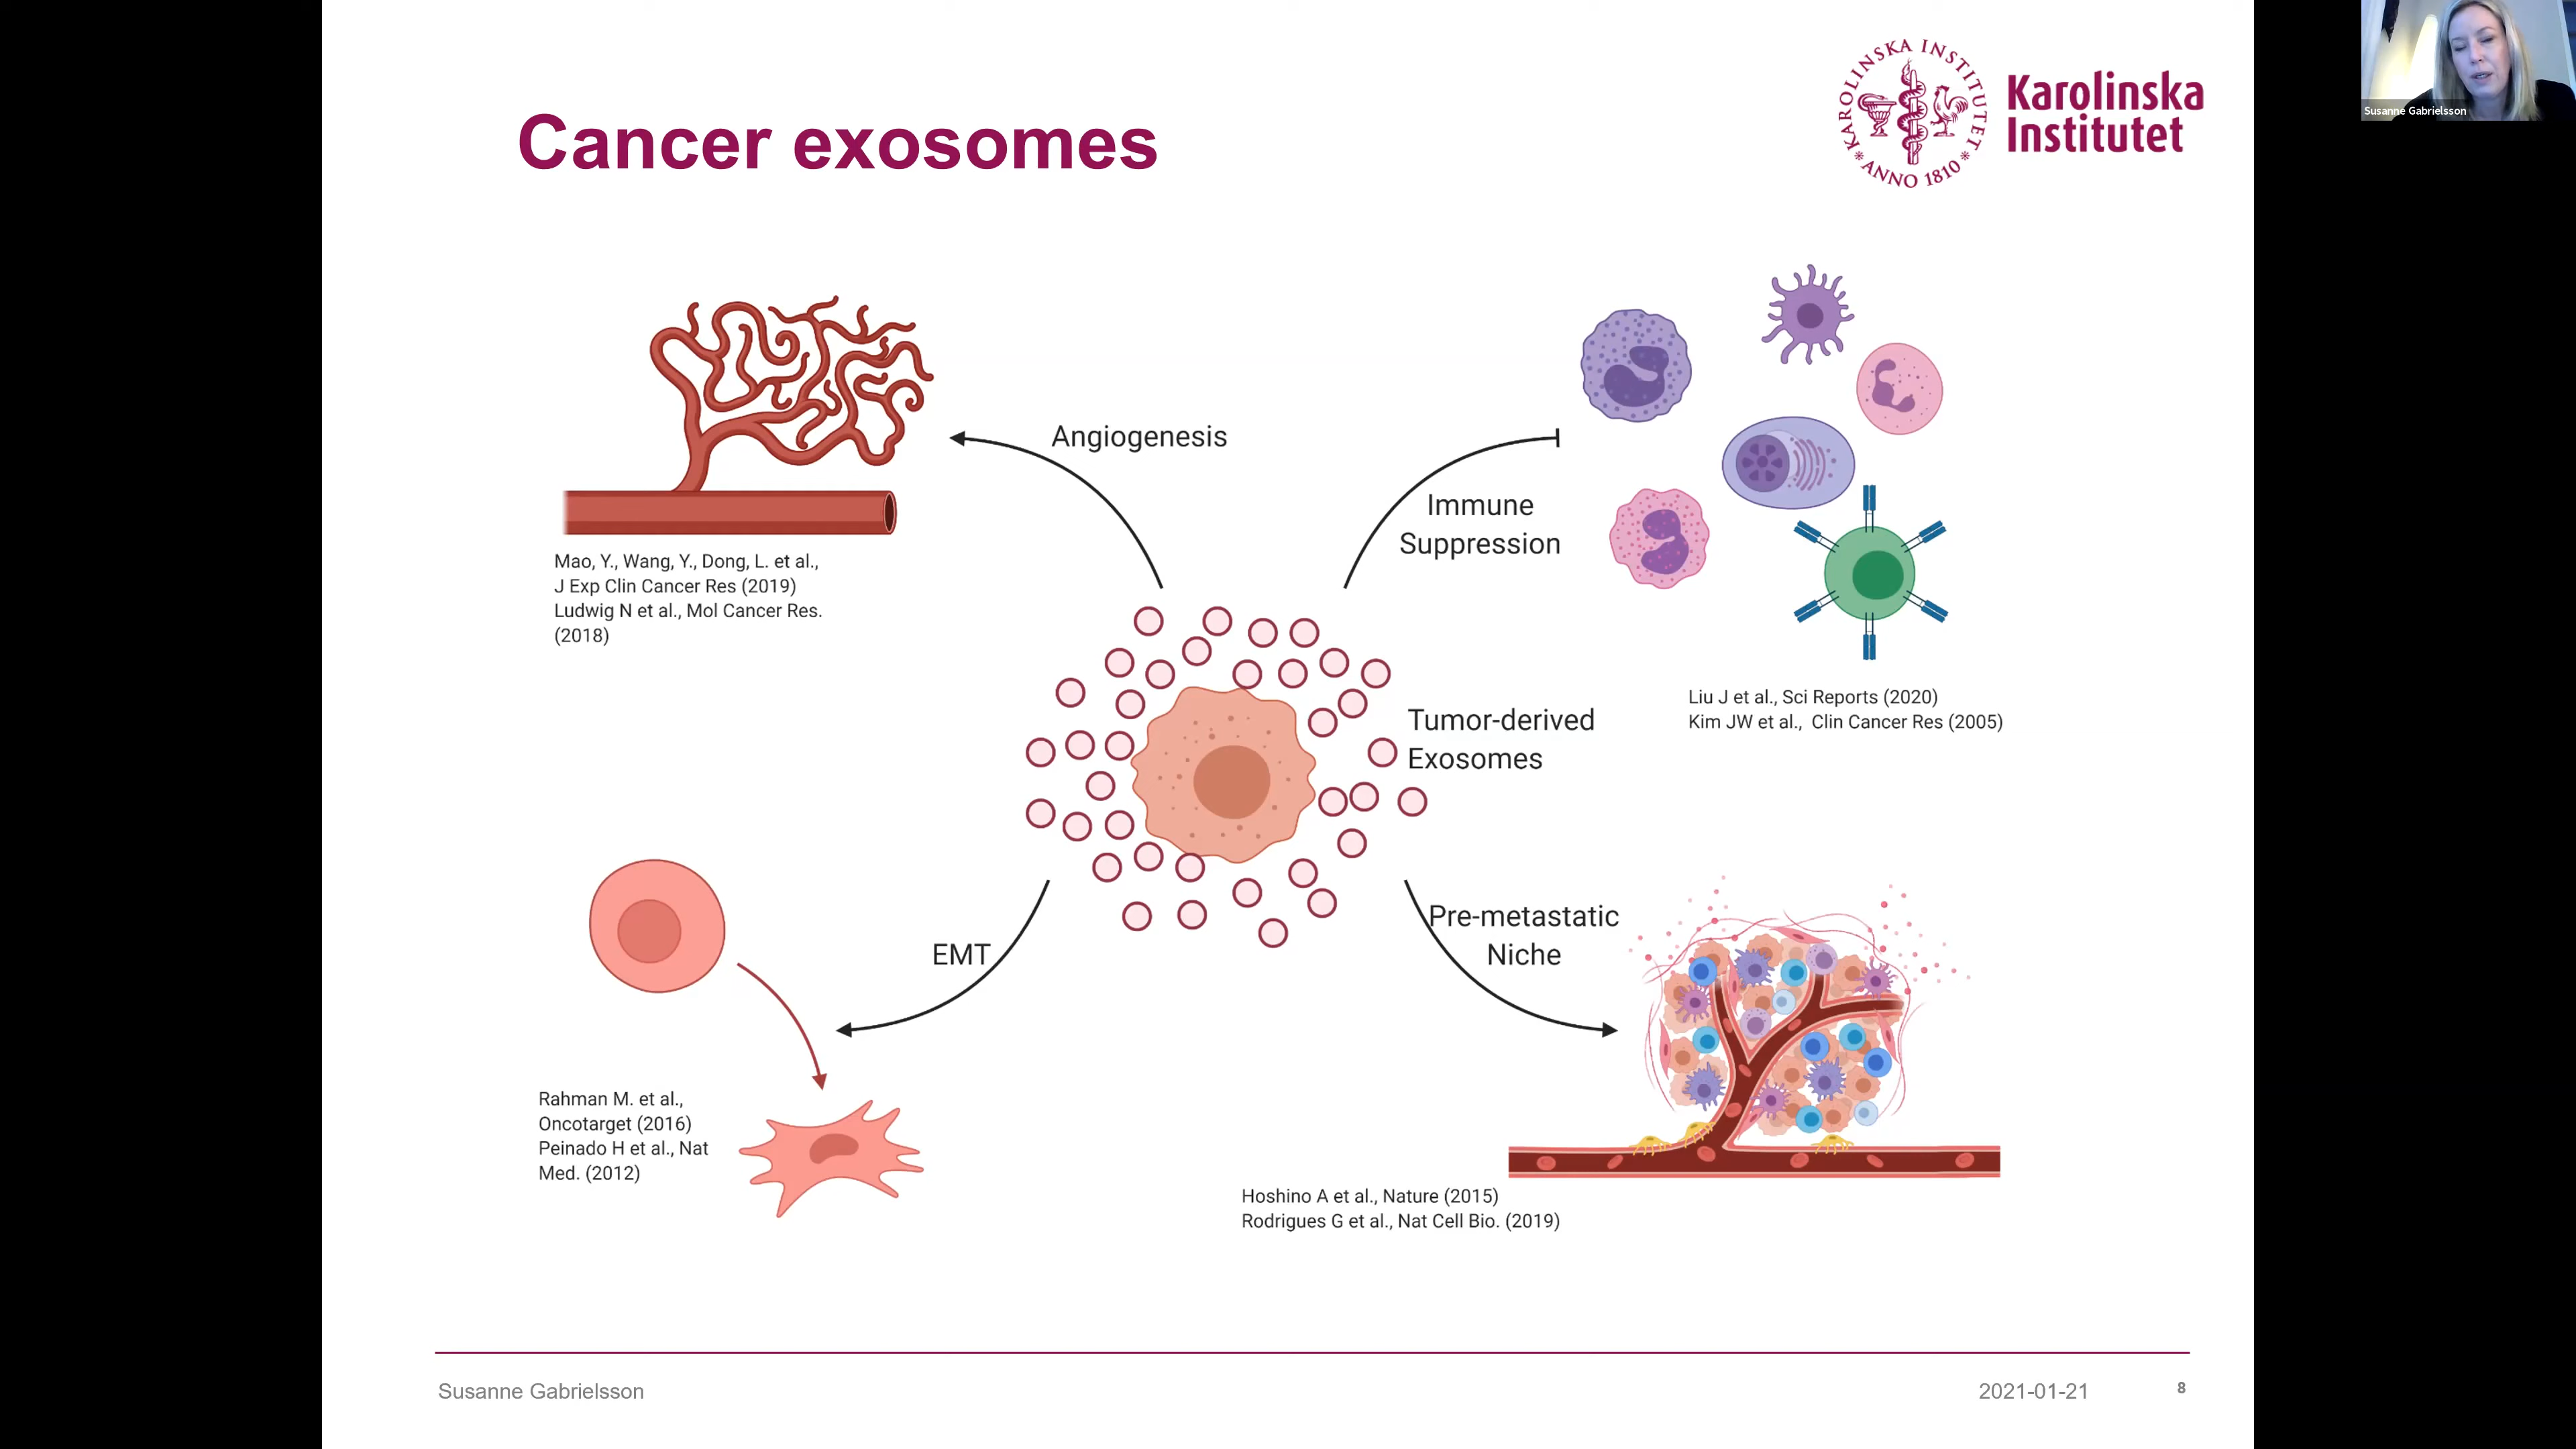 Cancer exosomes
KAROLINSKA INSTITUTET
ANNO 1810
Karolinska
Institutet
Susanne Gabrielsson
Angiogenesis
Immune
Suppression
Mao, Y., Wang, Y., Dong, L. et al.,
J Exp Clin Cancer Res (2019)
Ludwig N et al., Mol Cancer Res.
(2018)
Liu J et al., Sci Reports (2020)
Kim JW et al., Clin Cancer Res (2005)
Tumor-derived
Exosomes
EMT
Pre-metastatic
Niche
Rahman M. et al.,
Oncotarget (2016)
Peinado H et al., Nat
Med. (2012)
Hoshino A et al., Nature (2015)
Rodrigues G et al., Nat Cell Bio. (2019)
Susanne Gabrielsson
2021-01-21
8